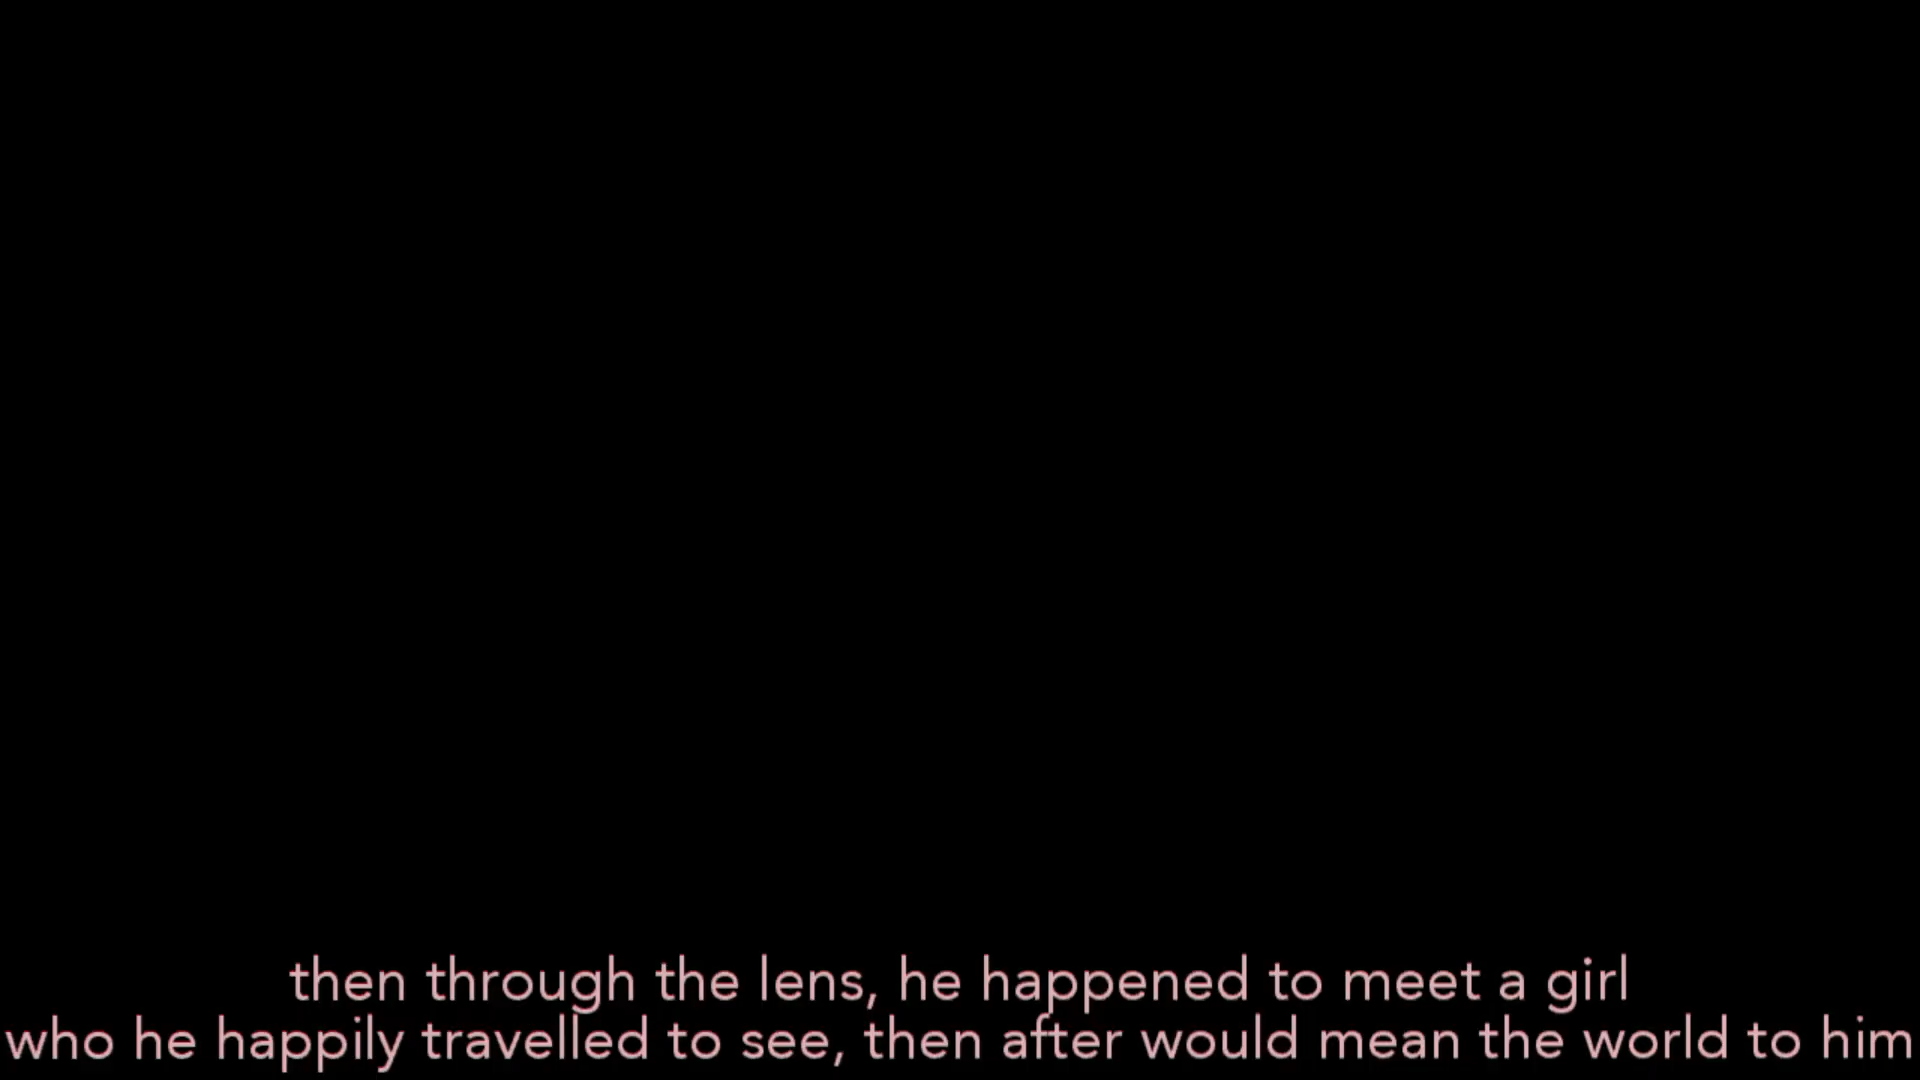 then through the lens, he happened to meet a girl
who he happily travelled to see, then after would mean the world to him